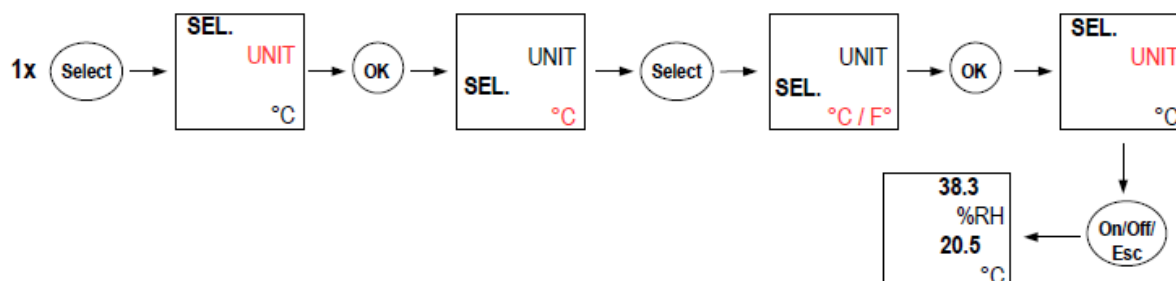 1x
Select
SEL.
UNIT
°C
OK
UNIT
SEL.
°C
Select
UNIT
SEL.
°C / F°
OK
SEL.
UNIT
°C
On/Off/
Esc
38.3
%RH
20.5
°C